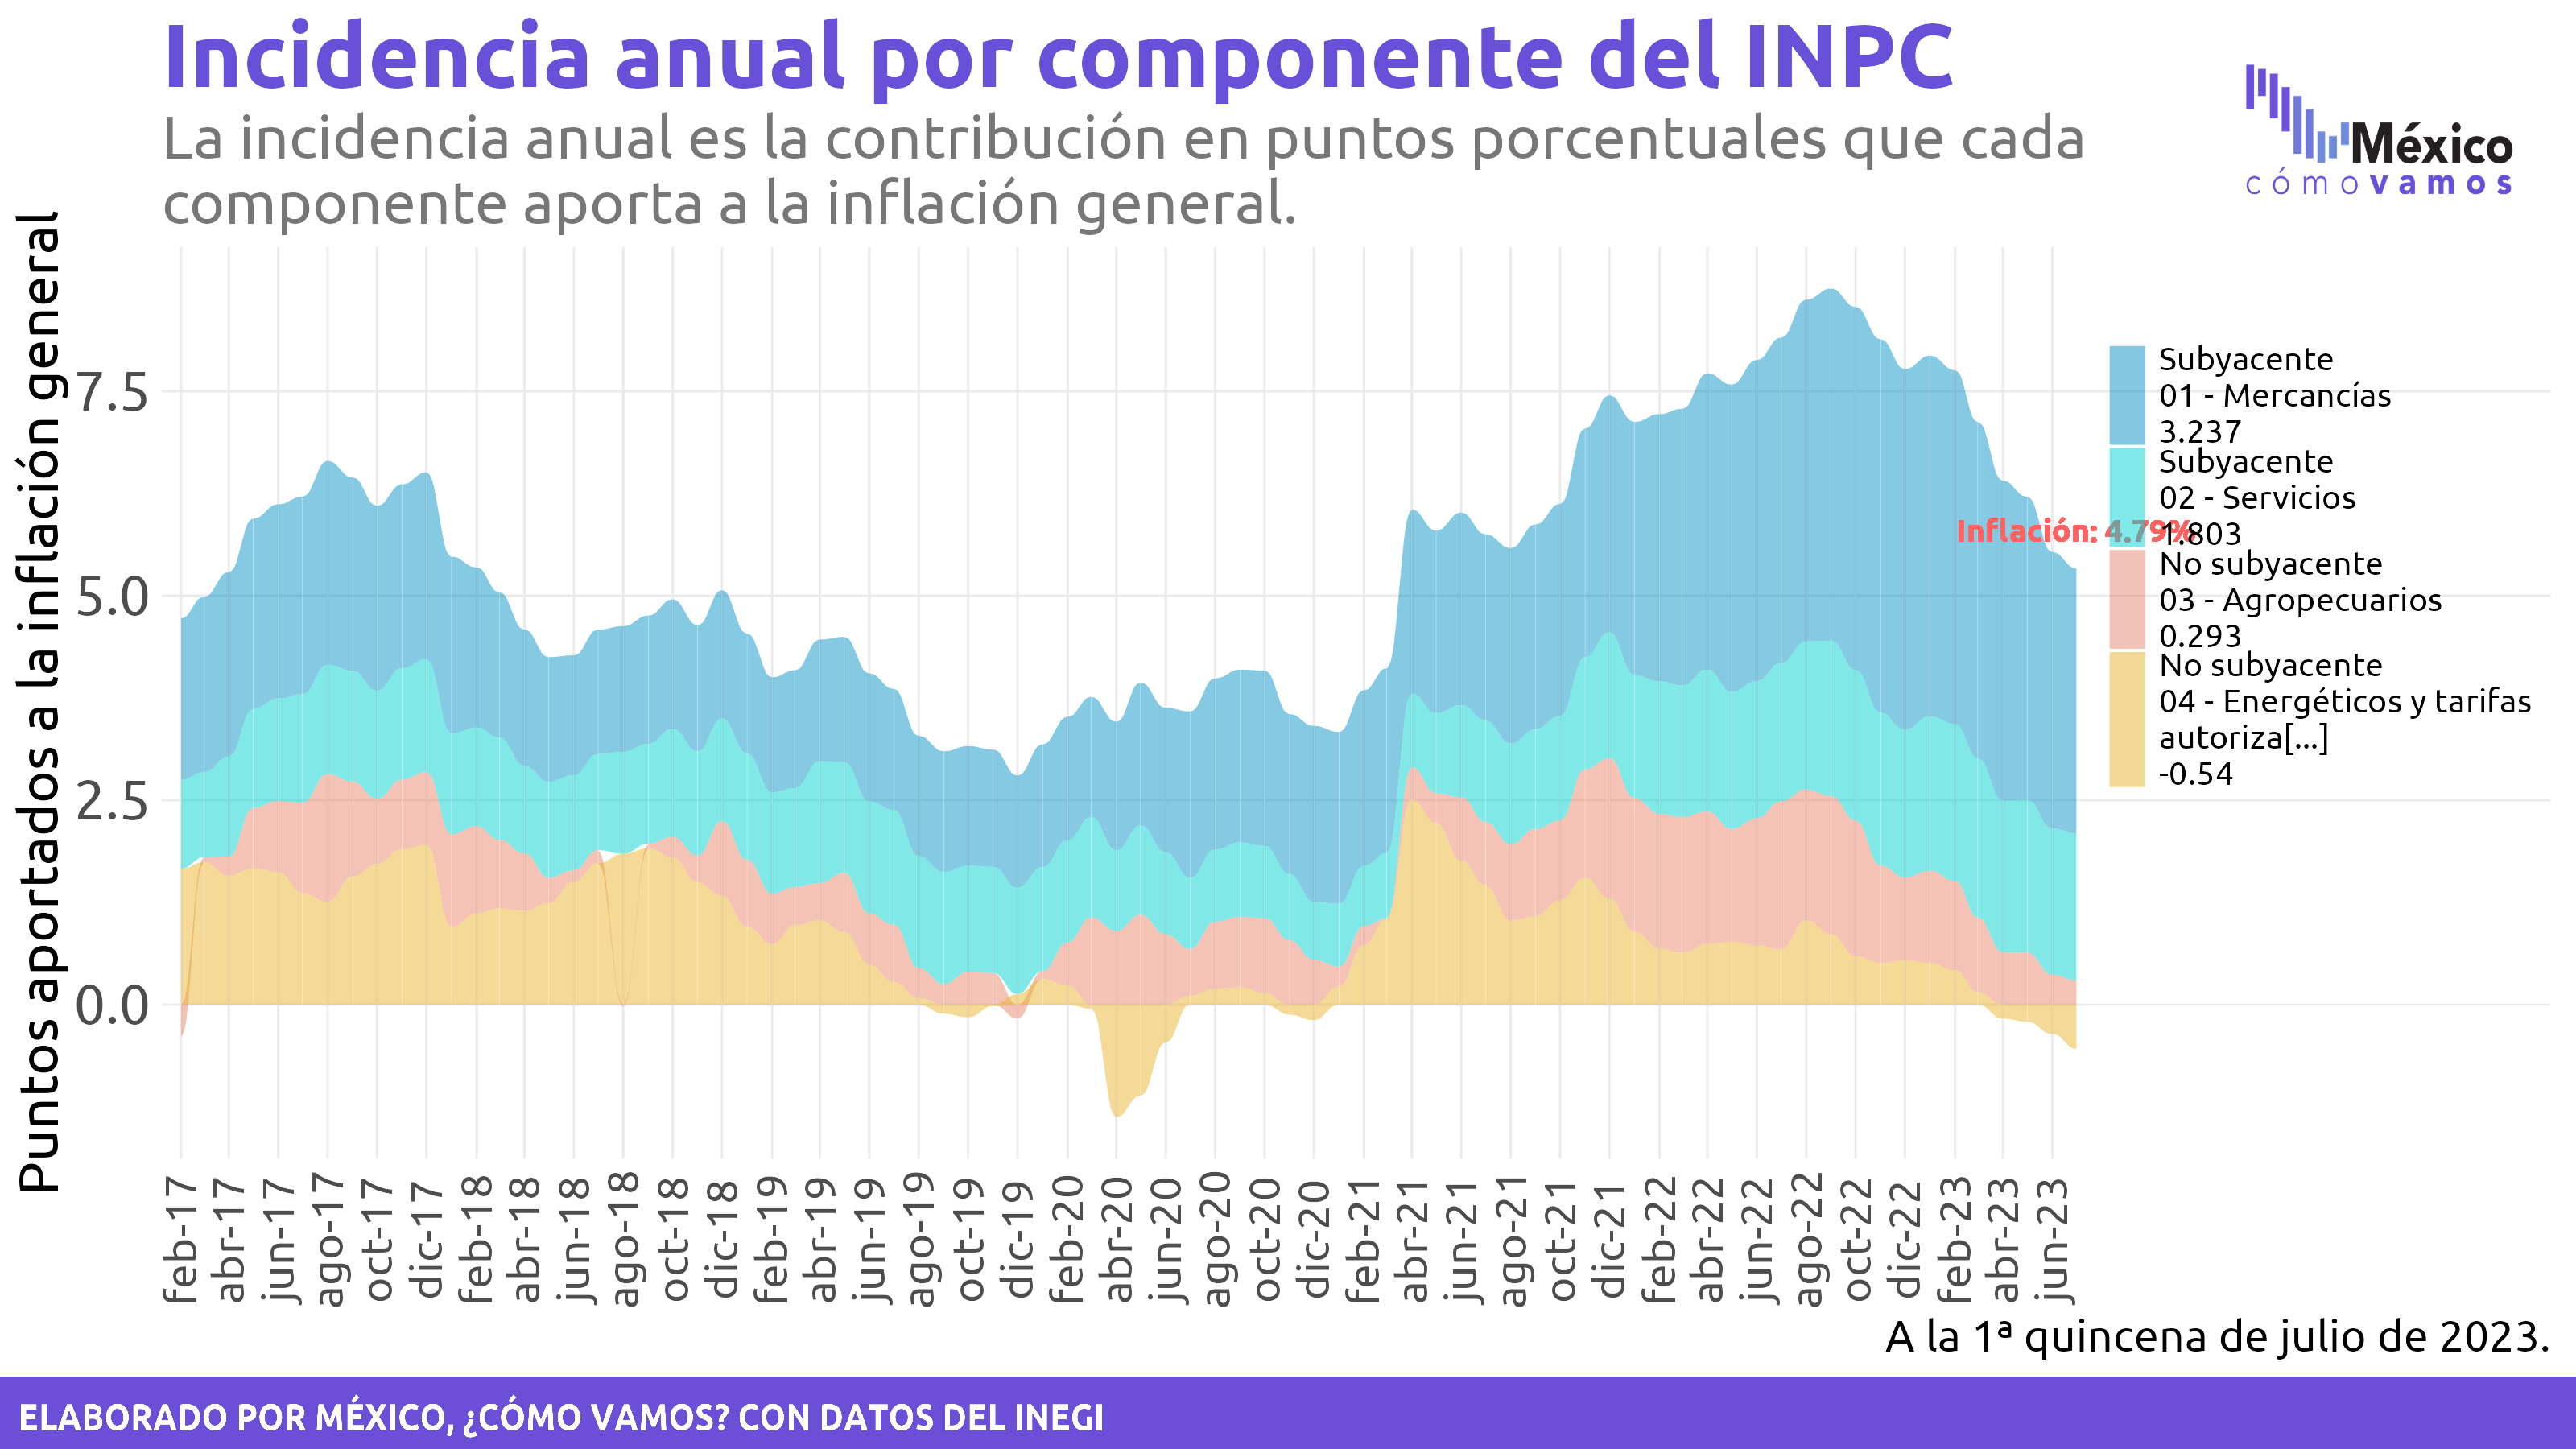 Incidencia anual por componente del INPC
La incidencia anual es la contribución en puntos porcentuales que cada
componente aporta a la inflación general.
México
cómovamos
Puntos aportados a la inflación general
7.5
5.0
2.5
0.0
Subyacente
01 - Mercancías
3.237
Subyacente
02 - Servicios
1.803
Inflación: 4.79%
No subyacente
03 - Agropecuarios
0.293
No subyacente
04 - Energéticos y tarifas
autoriza[...]
-0.54
feb-17
abr-17
jun-17
ago-17
oct-17
dic-17
feb-18
abr-18
jun-18
ago-18
oct-18
dic-18
feb-19
abr-19
jun-19
ago-19
oct-19
dic-19
feb-20
abr-20
jun-20
ago-20
oct-20
dic-20
feb-21
abr-21
jun-21
ago-21
oct-21
dic-21
feb-22
abr-22
jun-22
ago-22
oct-22
dic-22
feb-23
abr-23
jun-23
A la 1ª quincena de julio de 2023.
ELABORADO POR MÉXICO, ¿CÓMO VAMOS? CON DATOS DEL INEGI